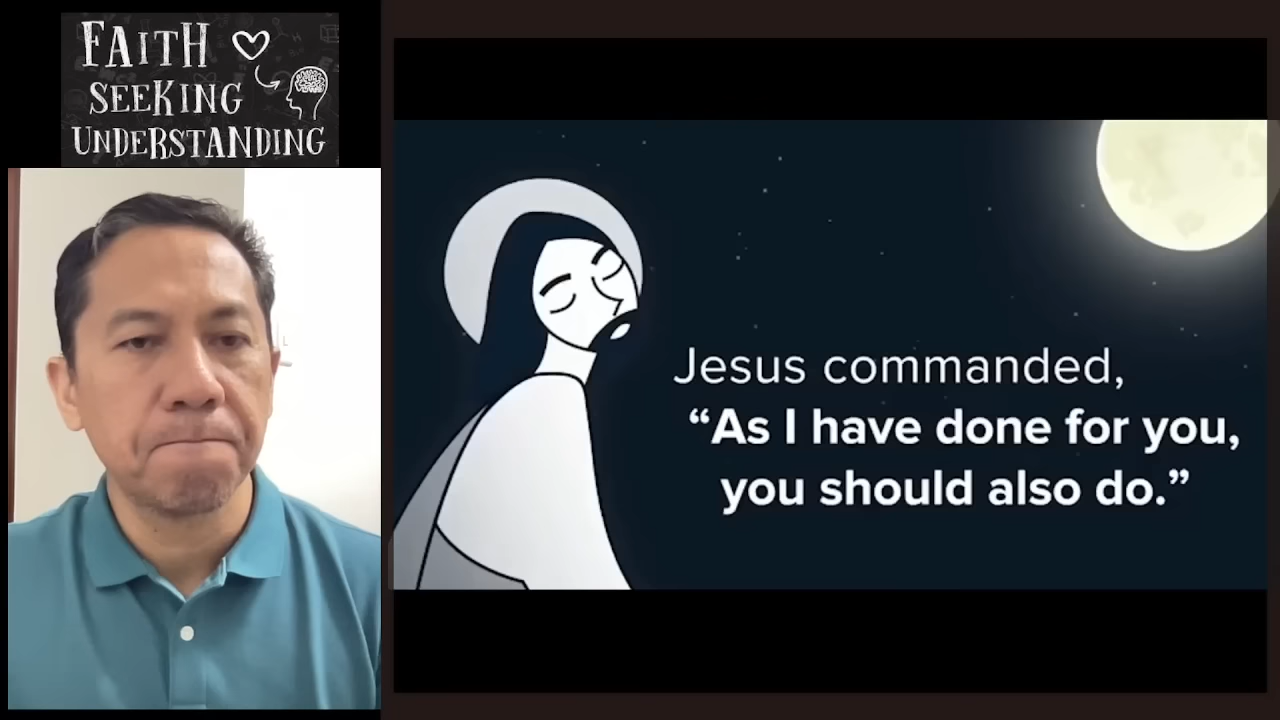 FAITH
SEEKING
UNDERSTANDING
Jesus commanded,
“As I have done for you,
you should also do.”